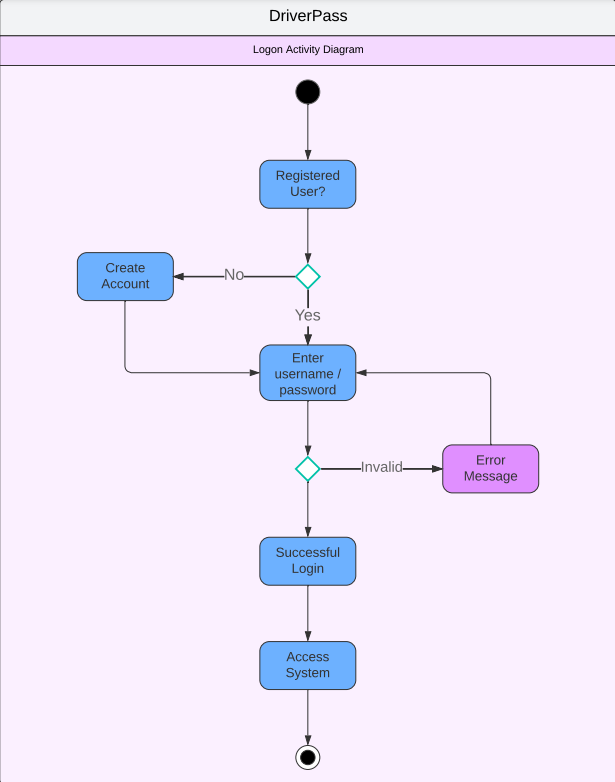 DriverPass
Logon Activity Diagram
Registered
User?
No
Create
Account
Yes
Enter
username /
password
Invalid
Error
Message
Successful
Login
Access
System